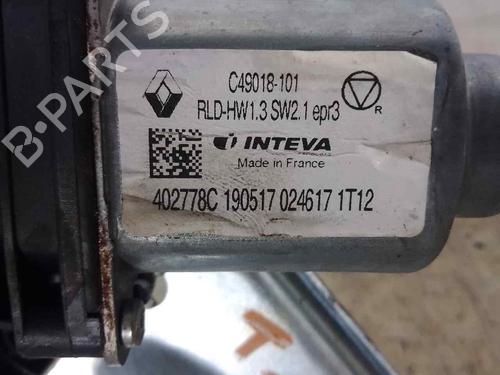 C49018-101
RLD-HW1.3 SW2.1 epr3
R
INTEVA
Made in France
402778C 190517 024617 1T12
B-PARTS